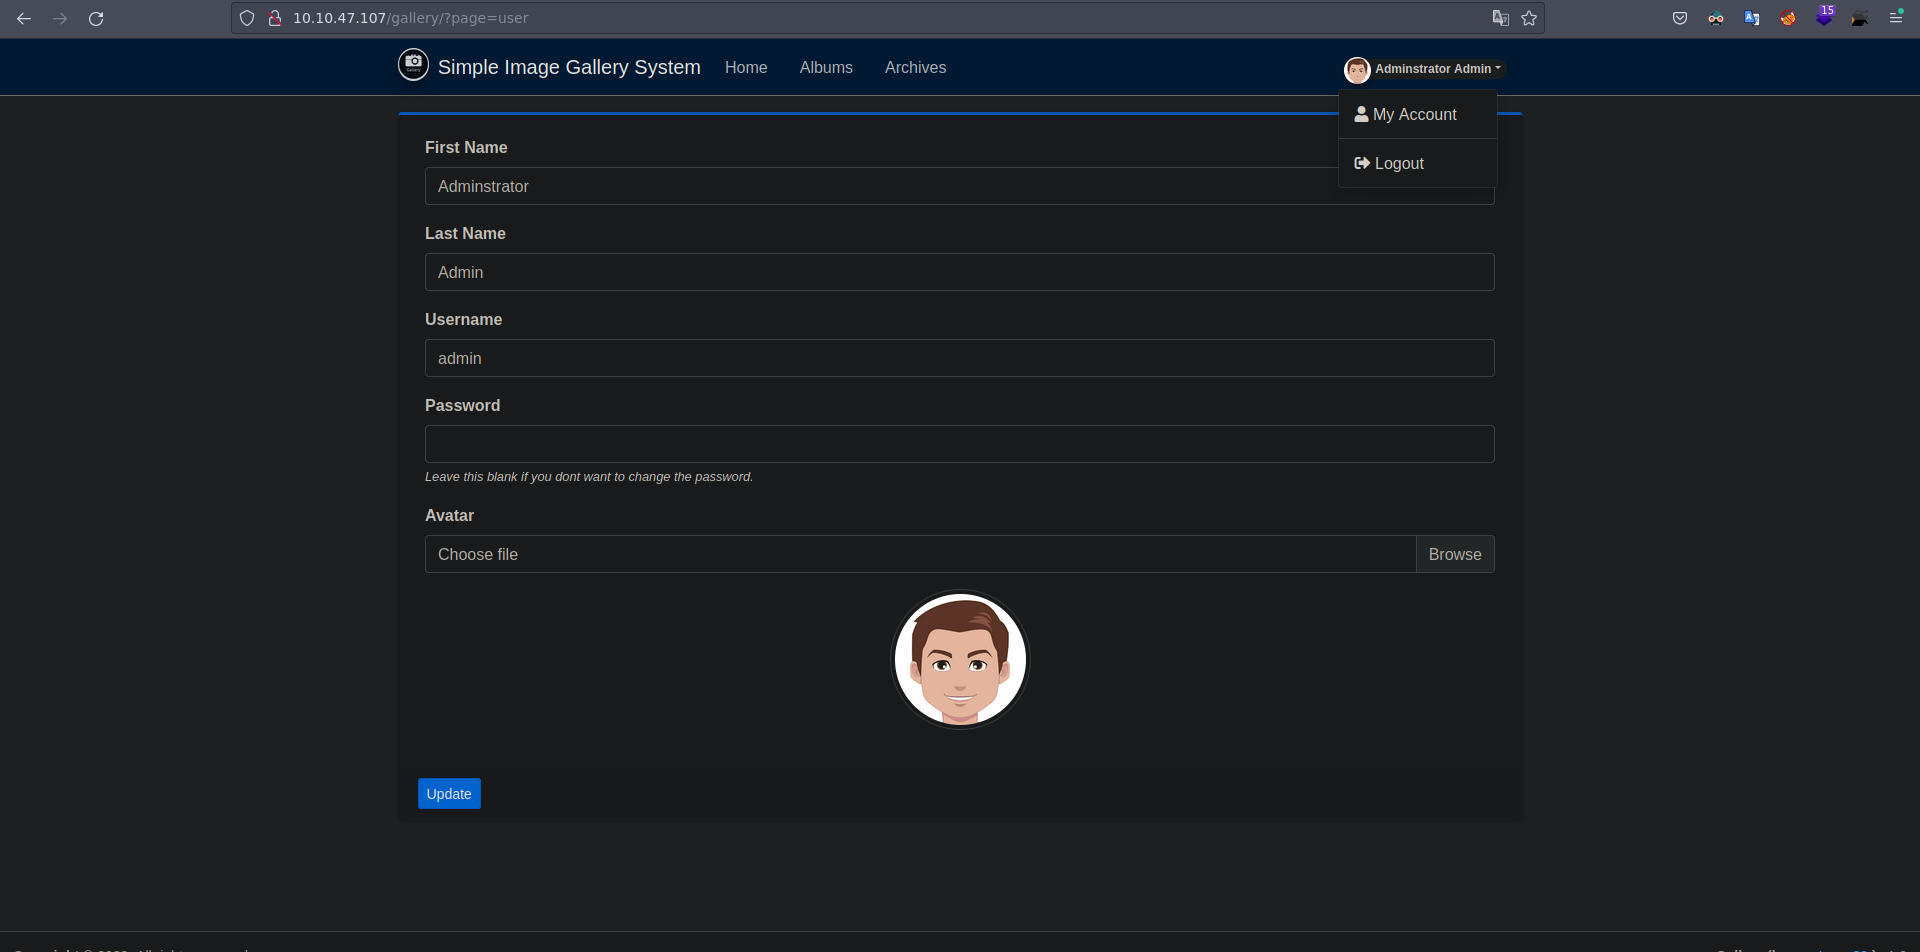 10.10.47.107/gallery/?page=user
15
Simple Image Gallery System
Home
Albums
Archives
Adminstrator Admin
My Account
Logout
First Name
Adminstrator
Last Name
Admin
Username
admin
Password
Leave this blank if you dont want to change the password.
Avatar
Choose file
Browse
Update